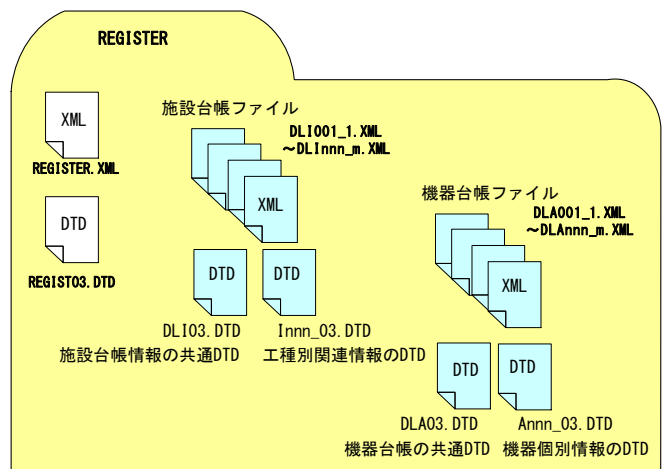 REGISTER
XML
REGISTER.XML
DTD
REGIST03.DTD
施設台帳ファイル
DLI001_1.XML
～DLInnn_m.XML
XML
DTD
DTD
DLI03.DTD
Innn_03.DTD
施設台帳情報の共通DTD
工種別関連情報のDTD
機器台帳ファイル
DLA001_1.XML
～DLAnnn_m.XML
XML
DTD
DTD
DLA03.DTD
Annn_03.DTD
機器台帳の共通DTD
機器個別情報のDTD